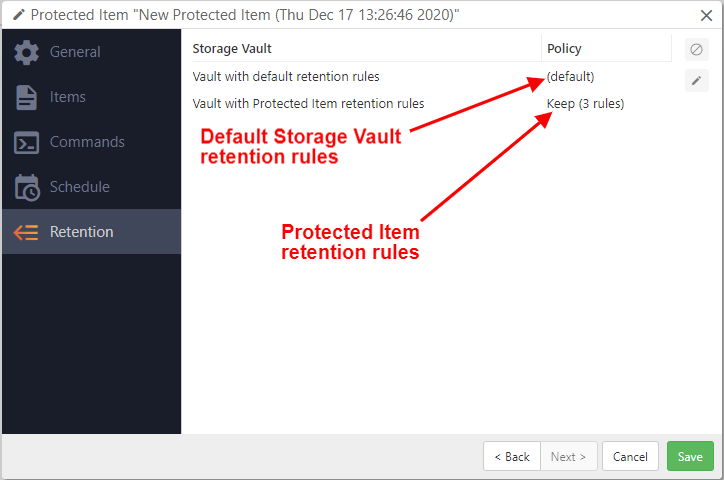 Protected Item "New Protected Item (Thu Dec 17 13:26:46 2020)"
General
Items
Commands
Schedule
Retention
Storage Vault Policy
Vault with default retention rules (default)
Vault with Protected Item retention rules Keep (3 rules)
Default Storage Vault
retention rules
Protected Item
retention rules
< Back Next > Cancel Save